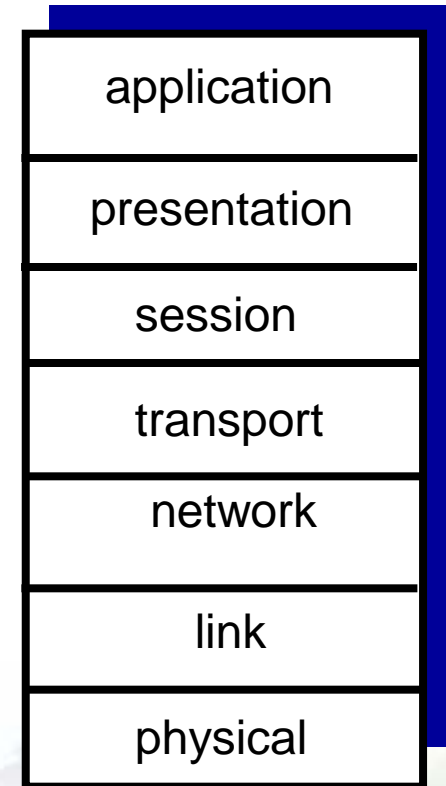 application
presentation
session
transport
network
link
physical